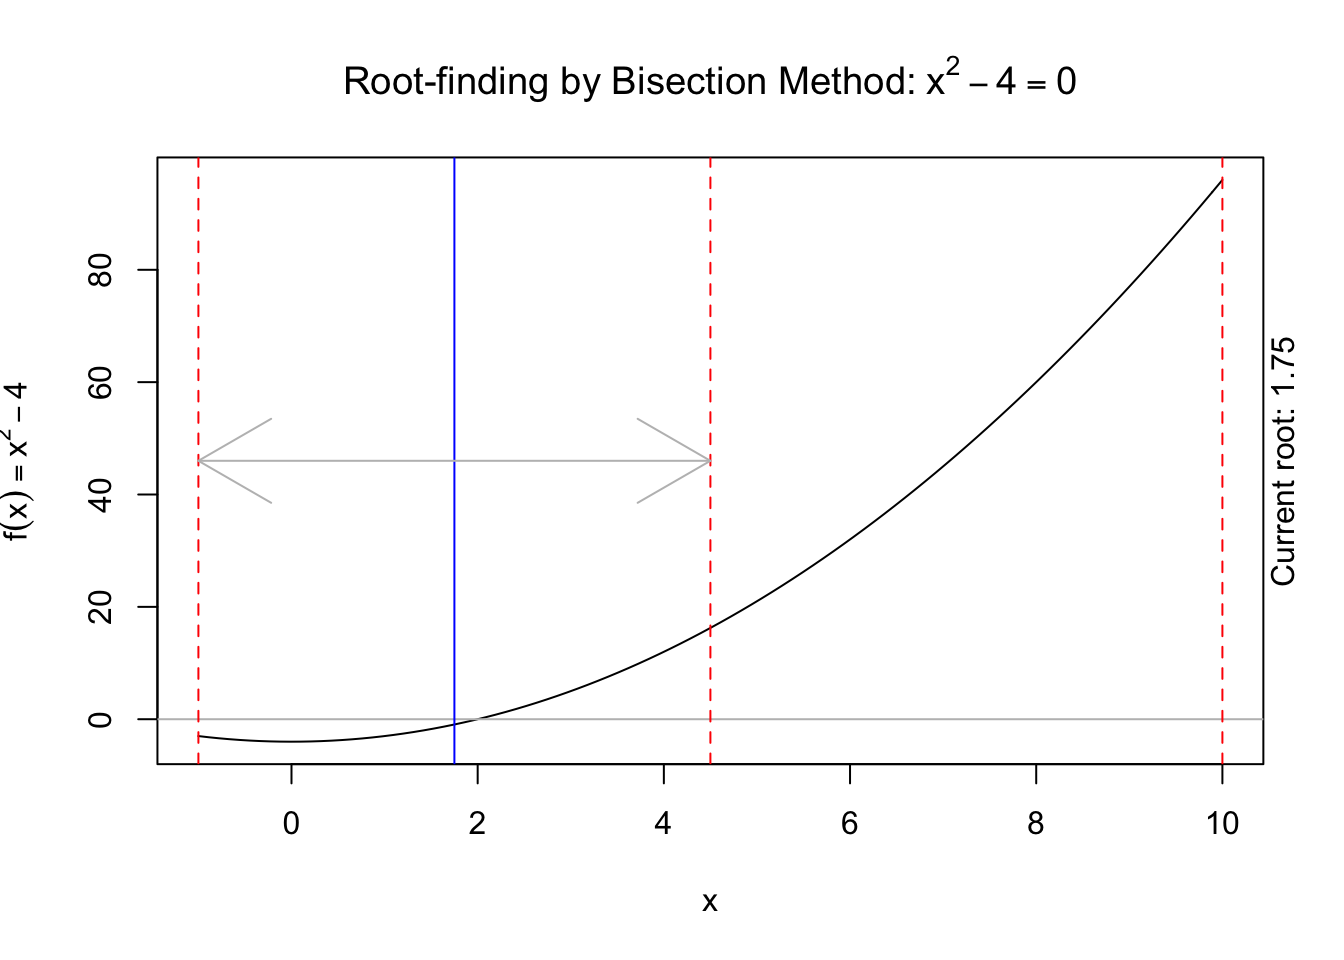 Root-finding by Bisection Method: x² − 4 = 0
f(x) = x² − 4
80
60
40
20
0
Current root: 1.75
0 2 4 6 8 10
x